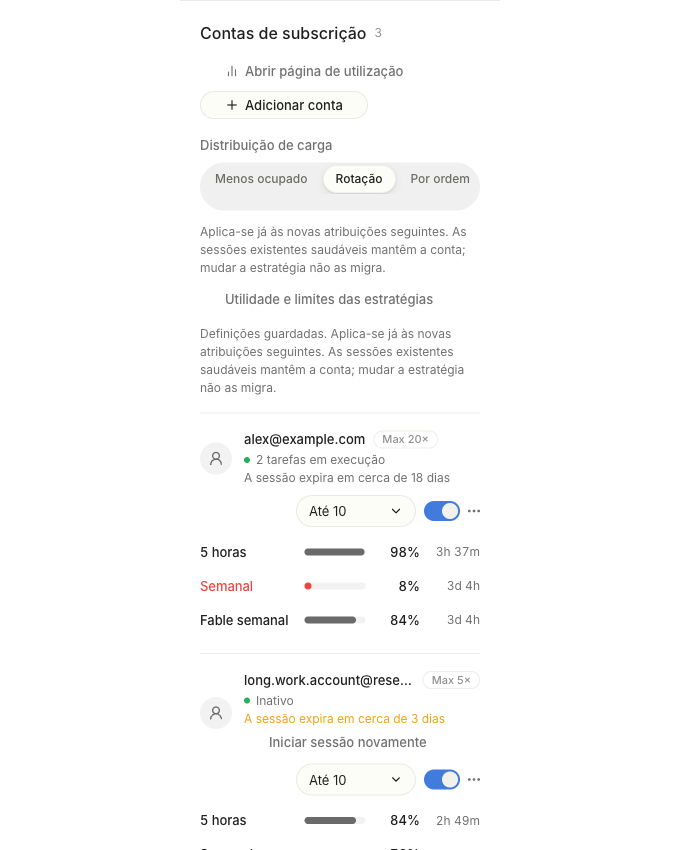 Contas de subscrição 3
Abrir página de utilização
+ Adicionar conta
Distribuição de carga
Menos ocupado Rotação Por ordem
Aplica-se já às novas atribuições seguintes. As
sessões existentes saudáveis mantêm a conta;
mudar a estratégia não as migra.
Utilidade e limites das estratégias
Definições guardadas. Aplica-se já às novas
atribuições seguintes. As sessões existentes
saudáveis mantêm a conta; mudar a estratégia
não as migra.
alex@example.com Max 20×
2 tarefas em execução
A sessão expira em cerca de 18 dias
Até 10
5 horas 98% 3h 37m
Semanal 8% 3d 4h
Fable semanal 84% 3d 4h
long.work.account@rese... Max 5×
Inativo
A sessão expira em cerca de 3 dias
Iniciar sessão novamente
Até 10
5 horas 84% 2h 49m